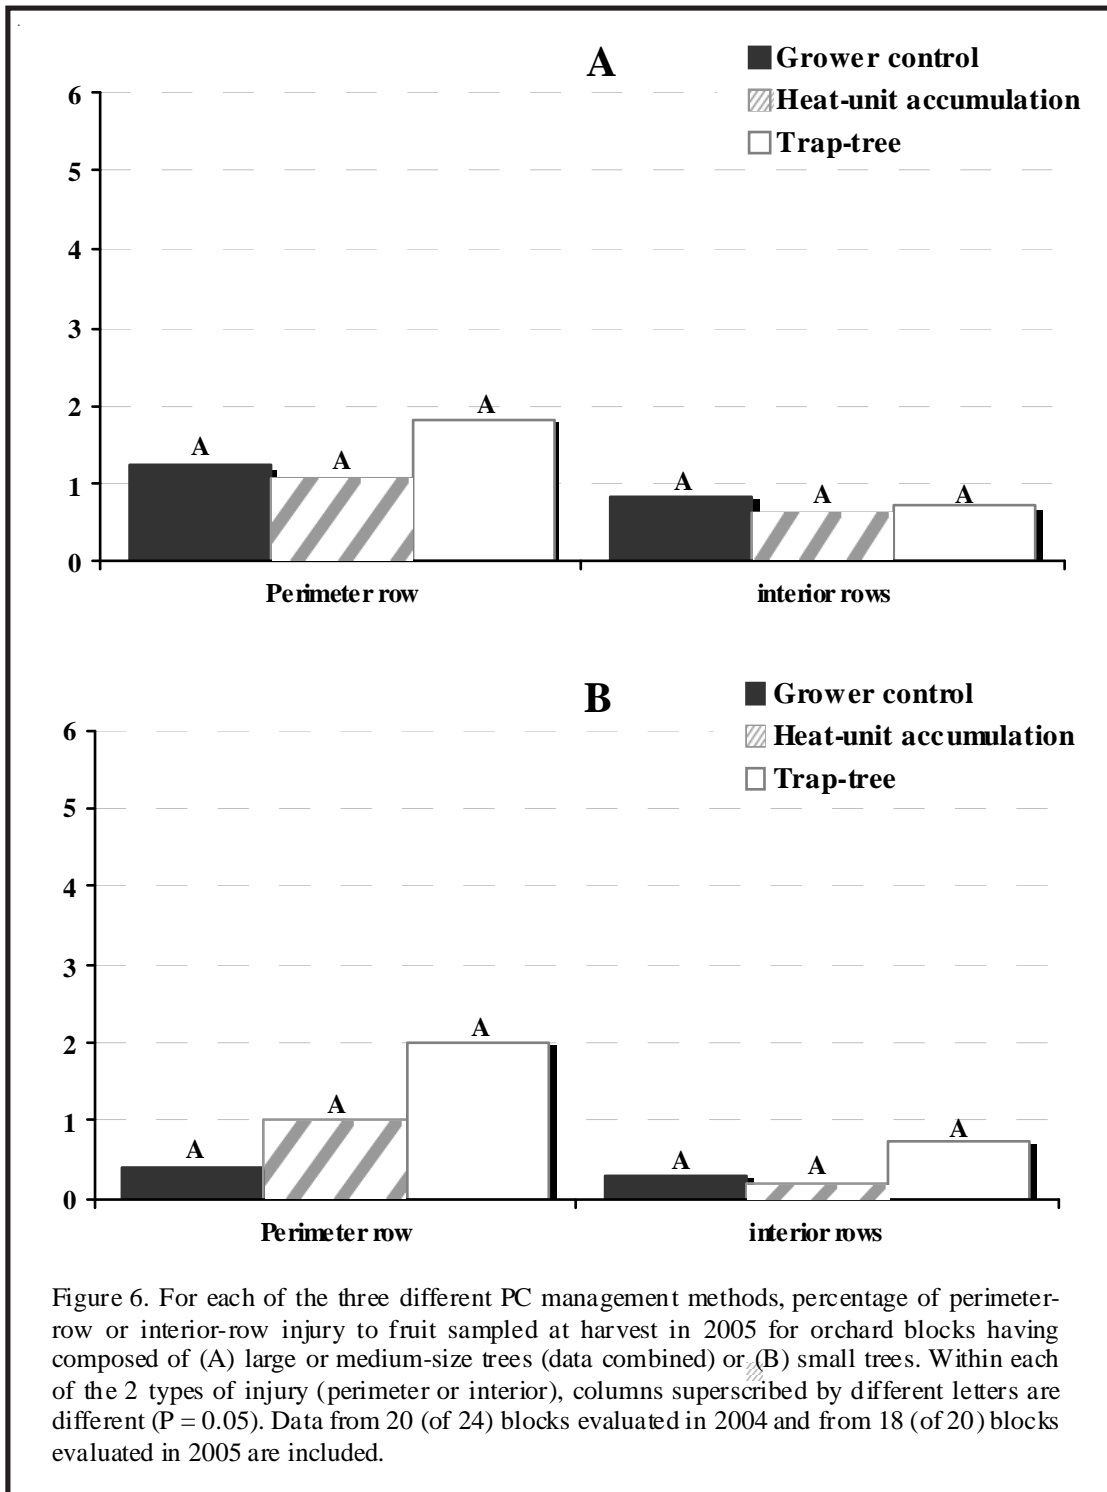 A
Grower control
Heat-unit accumulation
Trap-tree
6
5
4
3
2
1
0
A
A
A
A
A
A
Perimeter row
interior rows
B
Grower control
Heat-unit accumulation
Trap-tree
6
5
4
3
2
1
0
A
A
A
A
A
A
Perimeter row
interior rows
Figure 6. For each of the three different PC management methods, percentage of perimeter-
row or interior-row injury to fruit sampled at harvest in 2005 for orchard blocks having
composed of (A) large or medium-size trees (data combined) or (B) small trees. Within each
of the 2 types of injury (perimeter or interior), columns superscribed by different letters are
different (P = 0.05). Data from 20 (of 24) blocks evaluated in 2004 and from 18 (of 20) blocks
evaluated in 2005 are included.